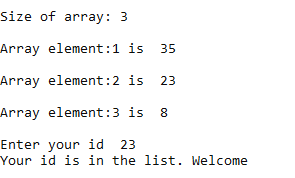 Size of array: 3
Array element:1 is  35
Array element:2 is  23
Array element:3 is  8
Enter your id  23
Your id is in the list. Welcome